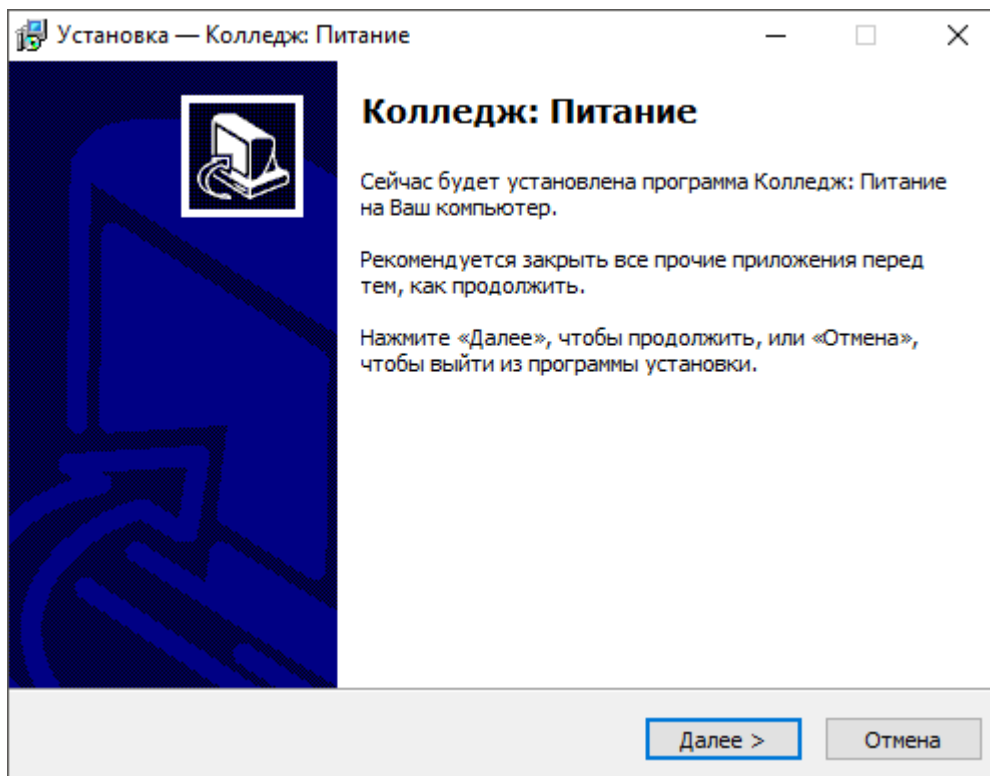 Установка — Колледж: Питание
Колледж: Питание
Сейчас будет установлена программа Колледж: Питание
на Ваш компьютер.
Рекомендуется закрыть все прочие приложения перед
тем, как продолжить.
Нажмите «Далее», чтобы продолжить, или «Отмена»,
чтобы выйти из программы установки.
Далее >
Отмена